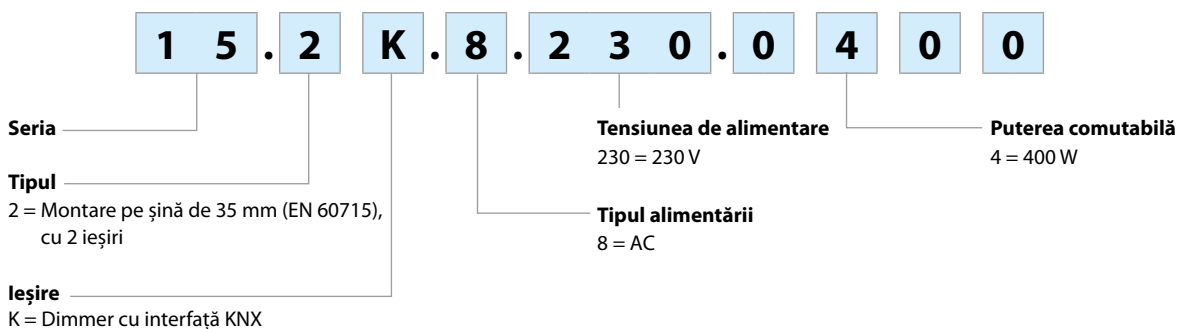 1 5 . 2 K . 8 . 2 3 0 . 0 4 0 0
Seria
Tipul
2 = Montare pe șină de 35 mm (EN 60715),
cu 2 ieșiri
Ieșire
K = Dimmer cu interfață KNX
Tensiunea de alimentare
230 = 230 V
Tipul alimentării
8 = AC
Puterea comutabilă
4 = 400 W